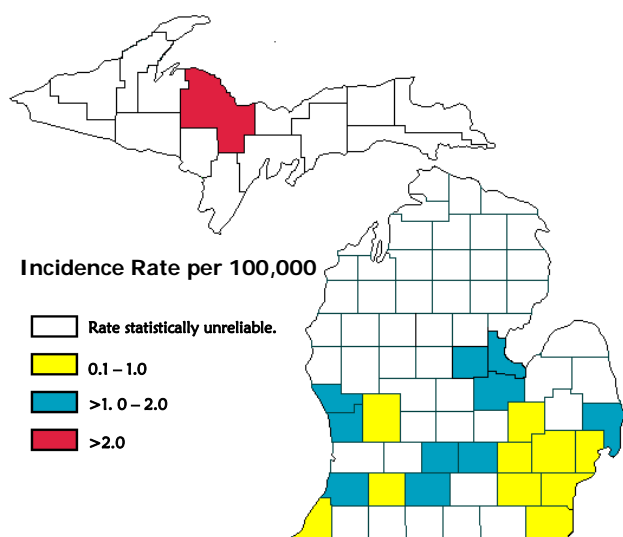 Incidence Rate per 100,000
Rate statistically unreliable.
0.1 – 1.0
>1. 0 – 2.0
>2.0